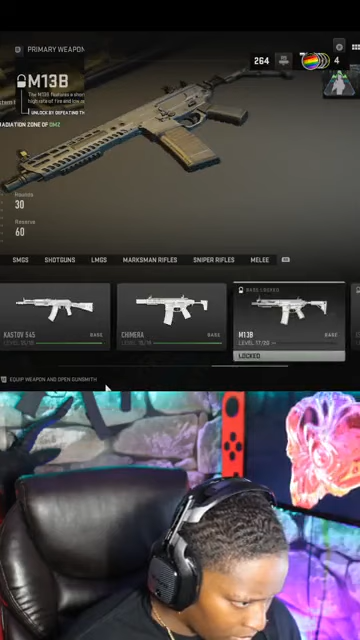 PRIMARY WEAPON
264
4
M13B
The M13B features a short
high rate of fire and low
UNLOCK BY DEFEATING TH
RADIATION ZONE OF DMZ
Rounds
30
Reserve
60
SMGS SHOTGUNS LMGS MARKSMAN RIFLES SNIPER RIFLES MELEE
BASE LOCKED
KASTOV 545 BASE
CHIMERA BASE
M13B BASE
LOCKED
EQUIP WEAPON AND OPEN GUNSMITH